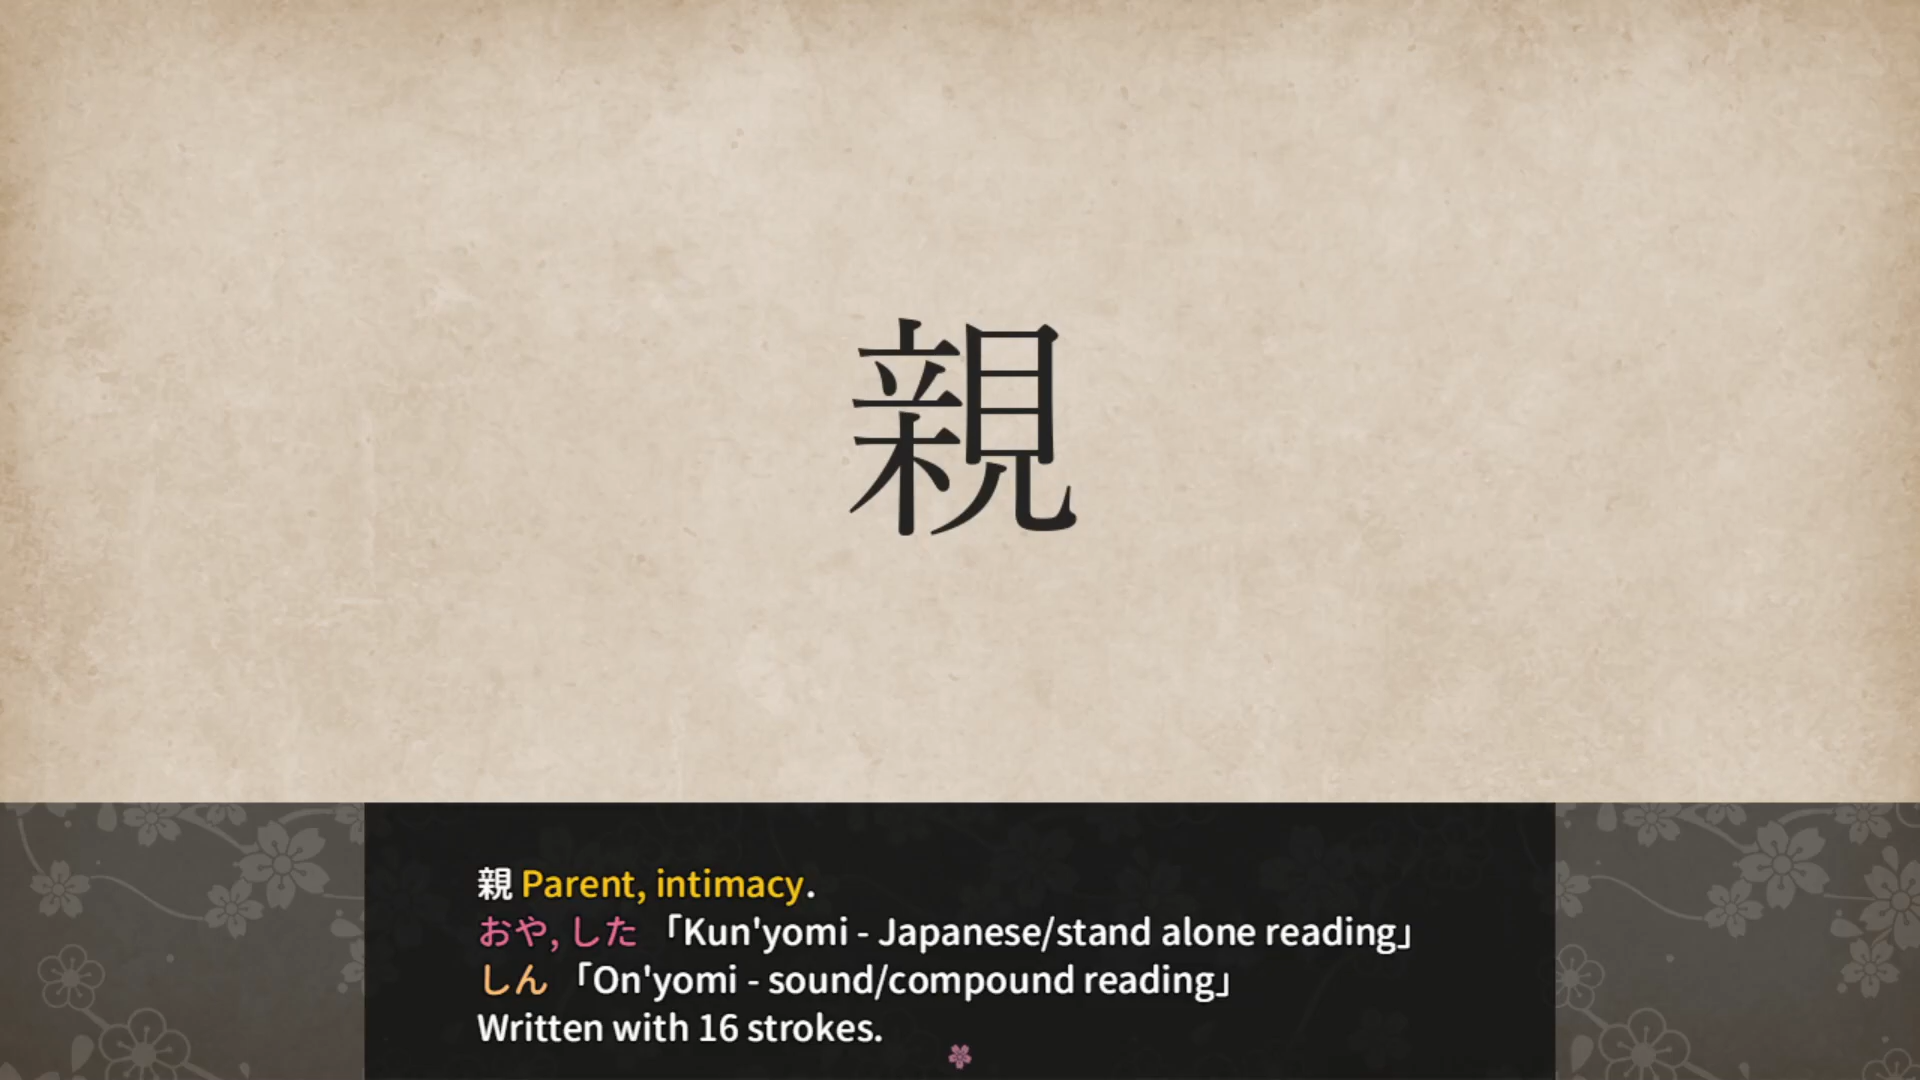 親
親 Parent, intimacy.
おや, した 「Kun'yomi - Japanese/stand alone reading」
しん 「On'yomi - sound/compound reading」
Written with 16 strokes.